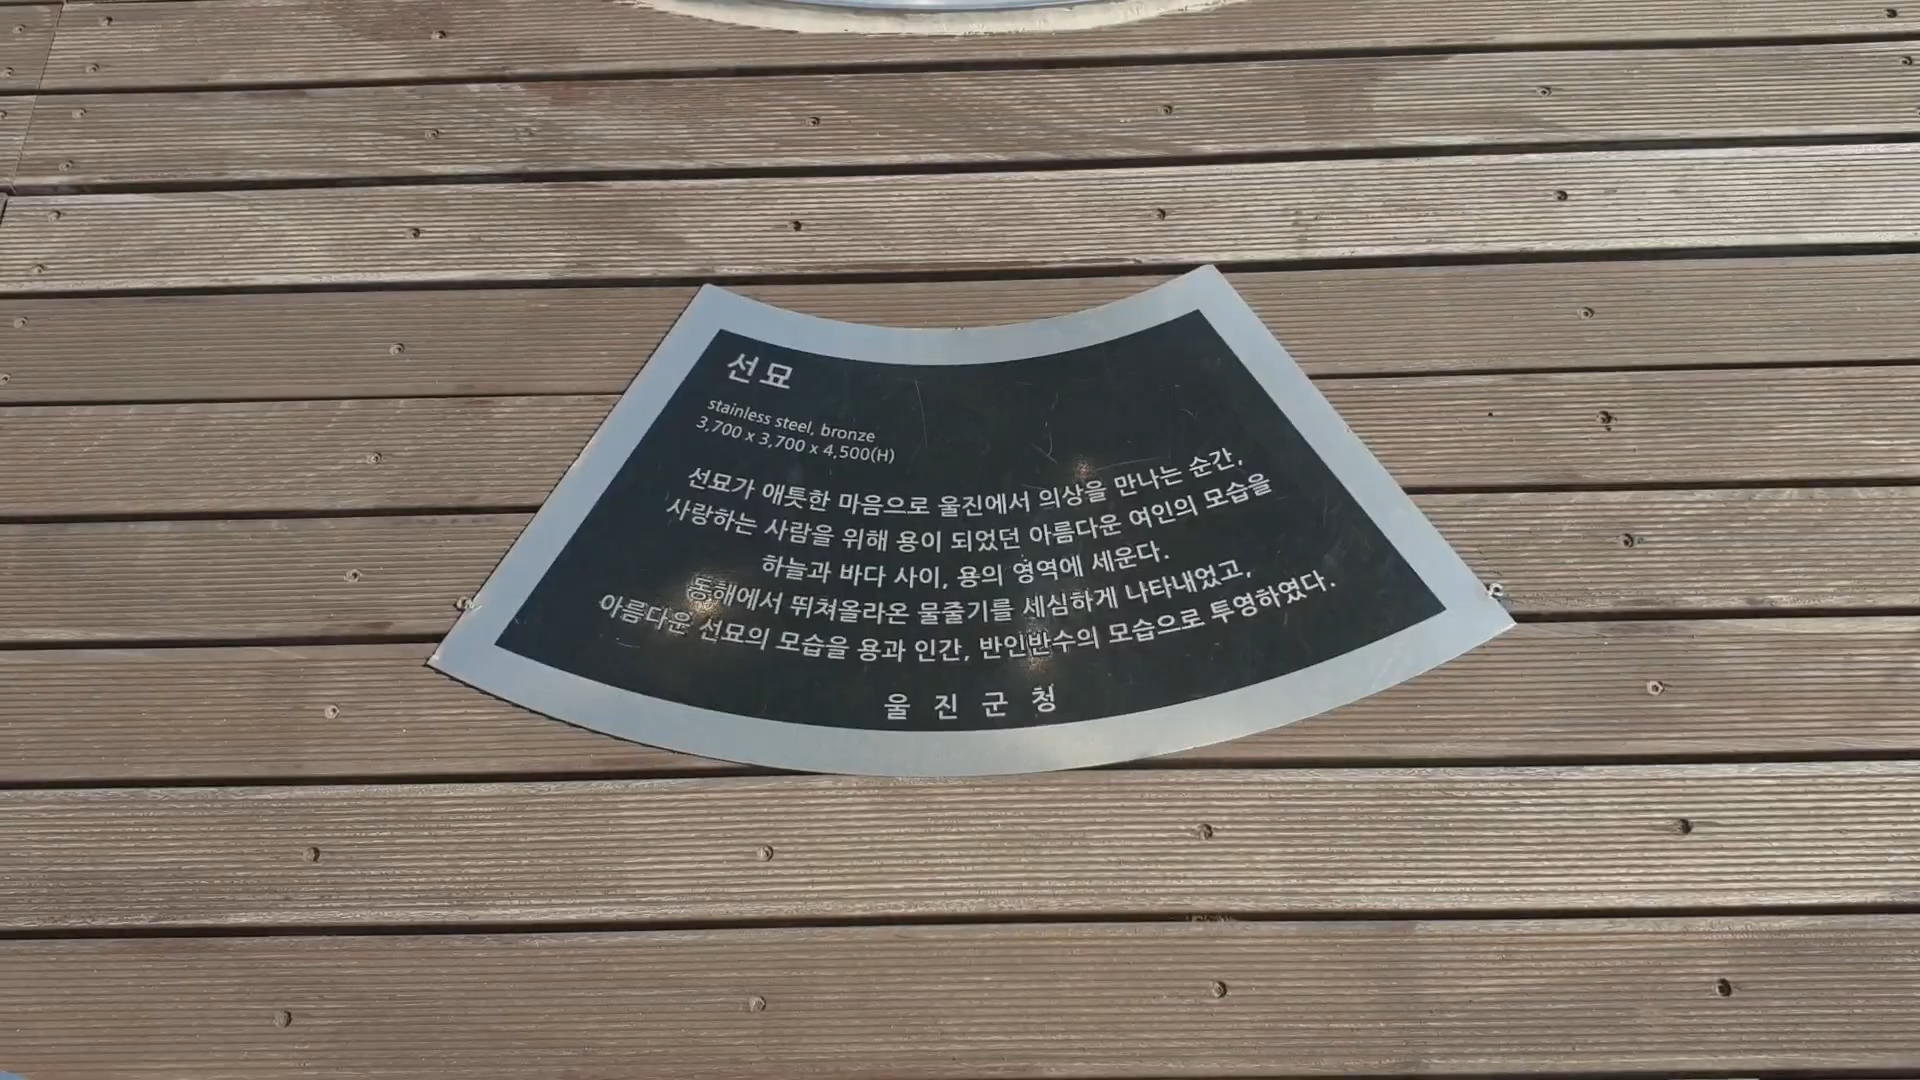 선묘
stainless steel, bronze
3,700 x 3,700 x 4,500(H)
선묘가 애틋한 마음으로 울진에서 의상을 만나는 순간,
사랑하는 사람을 위해 용이 되었던 아름다운 여인의 모습을
하늘과 바다 사이, 용의 영역에 세운다.
동해에서 뛰쳐올라온 물줄기를 세심하게 나타내었고,
아름다운 선묘의 모습을 용과 인간, 반인반수의 모습으로 투영하였다.
울 진 군 청